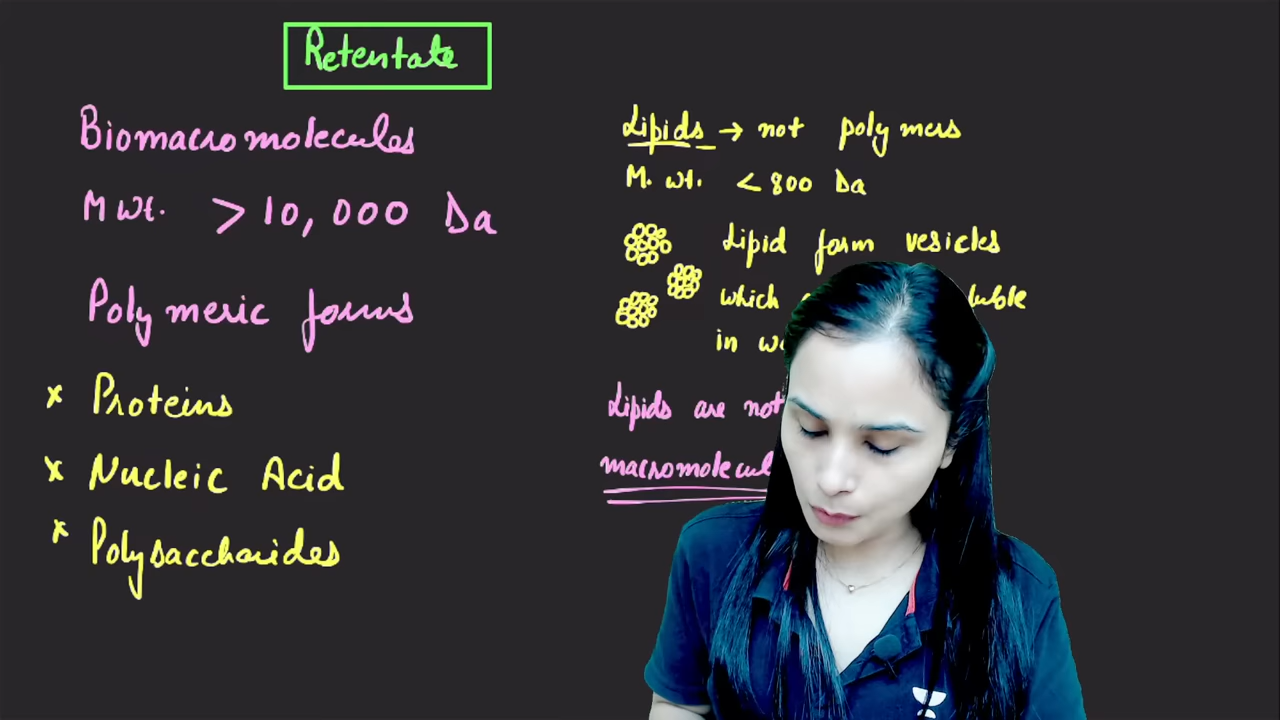 Retentate
Biomacromolecules
M wt. > 10,000 Da
Polymeric forms
* Proteins
* Nucleic Acid
* Polysaccharides
Lipids → not polymers
M. wt. < 800 Da
Lipid form vesicles
which
in
Lipids are not